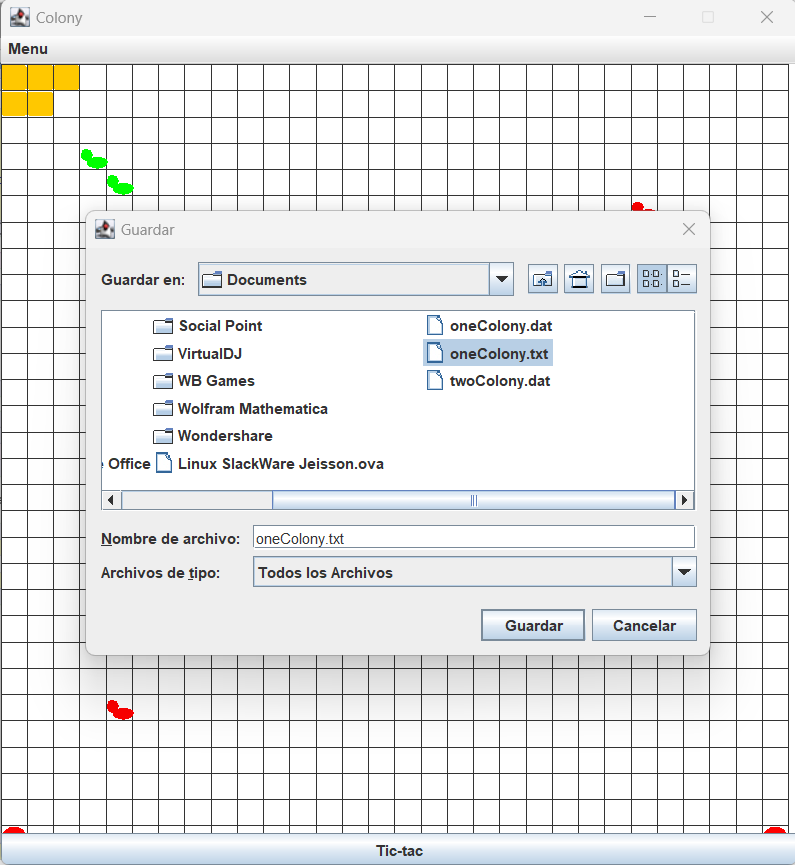 Colony
Menu
Guardar
Guardar en: Documents
Social Point
VirtualDJ
WB Games
Wolfram Mathematica
Wondershare
Office Linux SlackWare Jeisson.ova
oneColony.dat
oneColony.txt
twoColony.dat
Nombre de archivo: oneColony.txt
Archivos de tipo: Todos los Archivos
Guardar Cancelar
Tic-tac